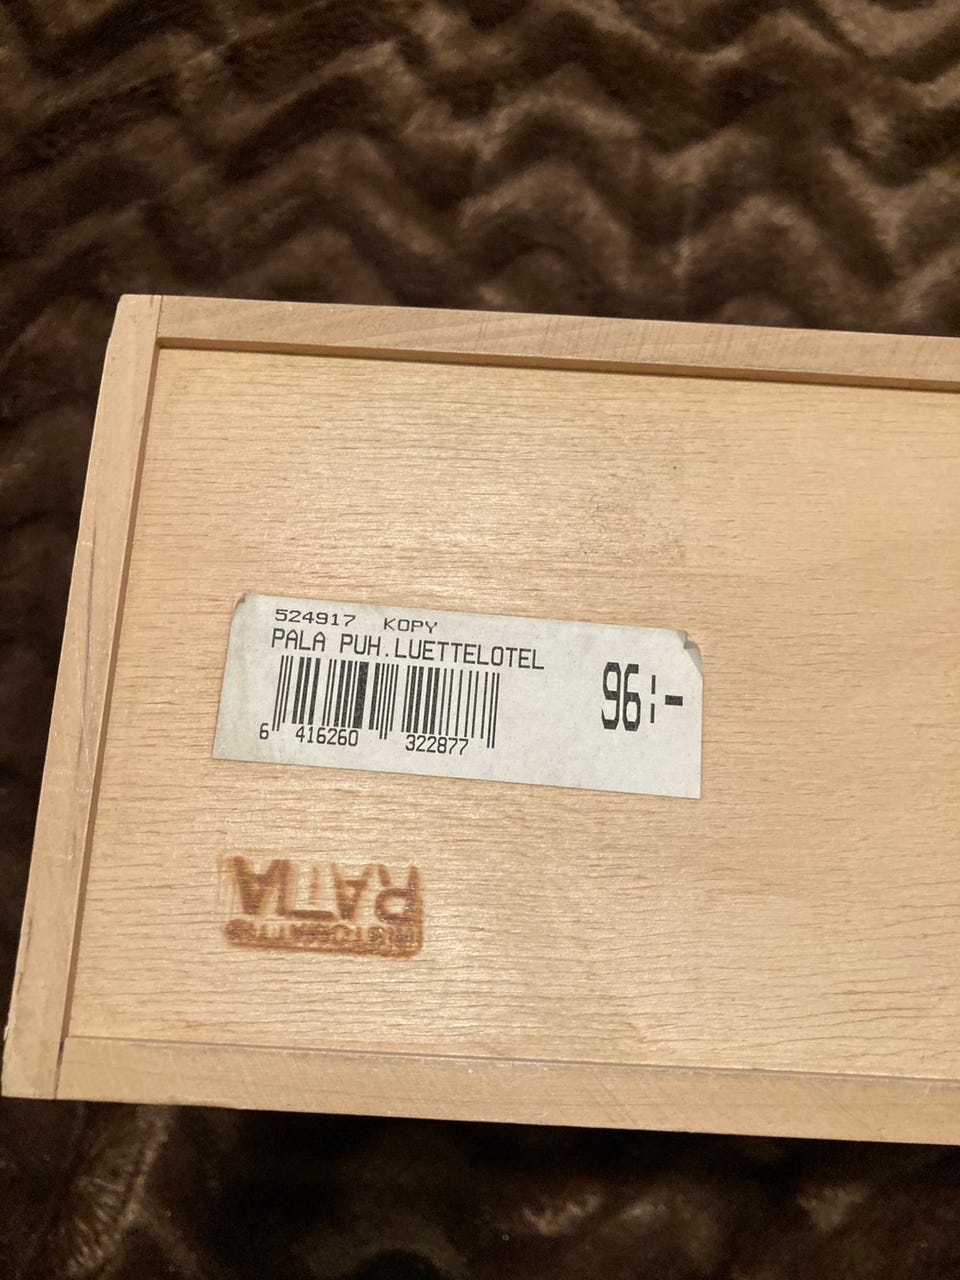 524917 KOPY
PALA PUH.LUETTELOTEL
96:-
6 416260 322877
RATIA